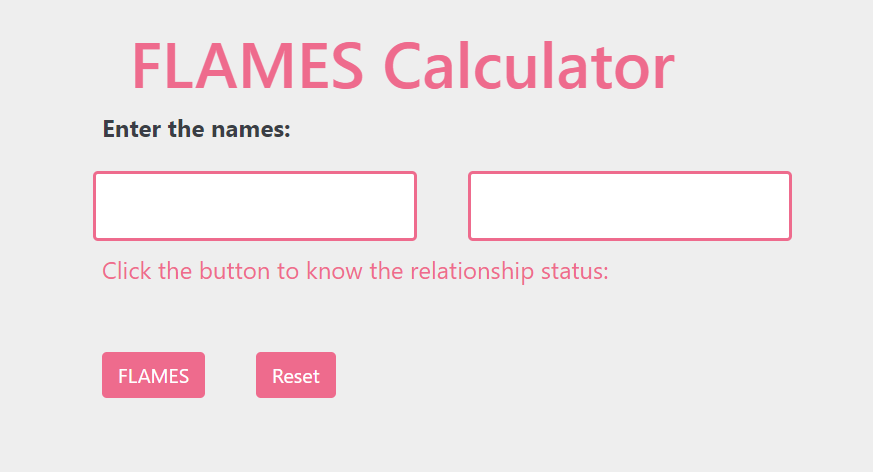 FLAMES Calculator
Enter the names:
Click the button to know the relationship status:
FLAMES Reset